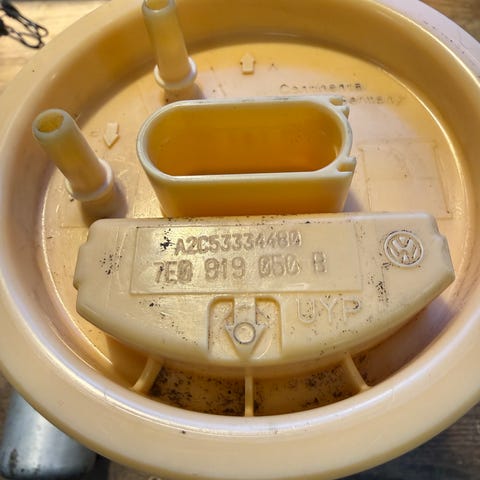 A
Continental
Germany
A2C53334480
7E0 919 050 B
UYP
VW